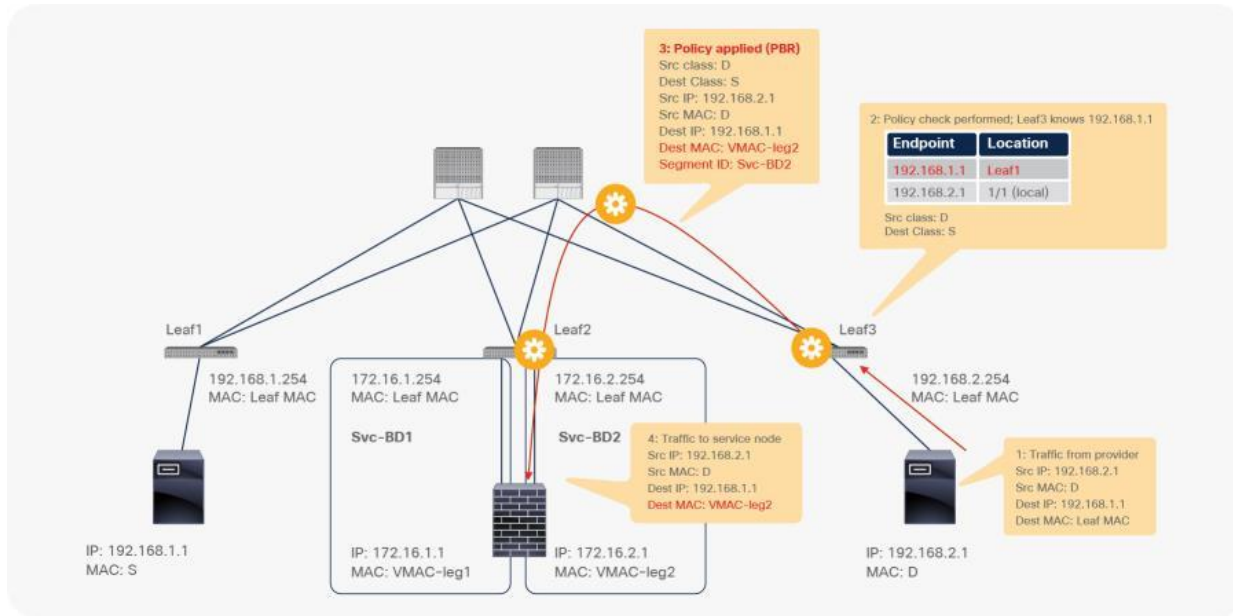 3: Policy applied (PBR)
Src class: D
Dest Class: S
Src IP: 192.168.2.1
Src MAC: D
Dest IP: 192.168.1.1
Dest MAC: VMAC-leg2
Segment ID: Svc-BD2
2: Policy check performed; Leaf3 knows 192.168.1.1
Endpoint Location
192.168.1.1 Leaf1
192.168.2.1 1/1 (local)
Src class: D
Dest Class: S
Leaf1
Leaf2
Leaf3
192.168.1.254
MAC: Leaf MAC
172.16.1.254
MAC: Leaf MAC
172.16.2.254
MAC: Leaf MAC
192.168.2.254
MAC: Leaf MAC
Svc-BD1
Svc-BD2
4: Traffic to service node
Src IP: 192.168.2.1
Src MAC: D
Dest IP: 192.168.1.1
Dest MAC: VMAC-leg2
1: Traffic from provider
Src IP: 192.168.2.1
Src MAC: D
Dest IP: 192.168.1.1
Dest MAC: Leaf MAC
IP: 192.168.1.1
MAC: S
IP: 172.16.1.1
MAC: VMAC-leg1
IP: 172.16.2.1
MAC: VMAC-leg2
IP: 192.168.2.1
MAC: D